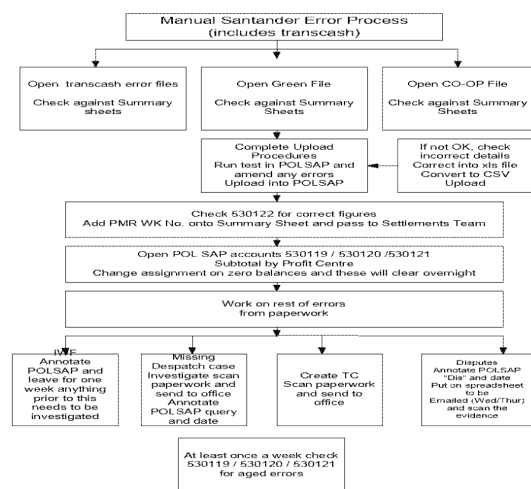 Manual Santander Error Process
(includes transcash)
Open transcash error files
Check against Summary
sheets
Open Green File
Check against Summary
Sheets
Open CO-OP File
Check against Summary
Sheets
Complete Upload
Procedures
Run test in POLSAP and
amend any errors
Upload into POLSAP
If not OK, check
incorrect details
Correct into xls file
Convert to CSV
Upload
Check 530122 for correct figures
Add PMR WK No. onto Summary Sheet and pass to Settlements Team
Open POL SAP accounts 530119 / 530120 /530121
Subtotal by Profit Centre
Change assignment on zero balances and these will clear overnight
Work on rest of errors
from paperwork
IWF
Annotate
POLSAP and
leave for one
week anything
prior to this
needs to be
investigated
Missing
Despatch case
Investigate scan
paperwork and
send to office
Annotate
POLSAP query
and date
Create TC
Scan paperwork
and send to
office
Disputes
Annotate POLSAP
"Dis" and date
Put on spreadsheet
to be
Emailed (Wed/Thur)
and scan the
evidence
At least once a week check
530119 / 530120 / 530121
for aged errors